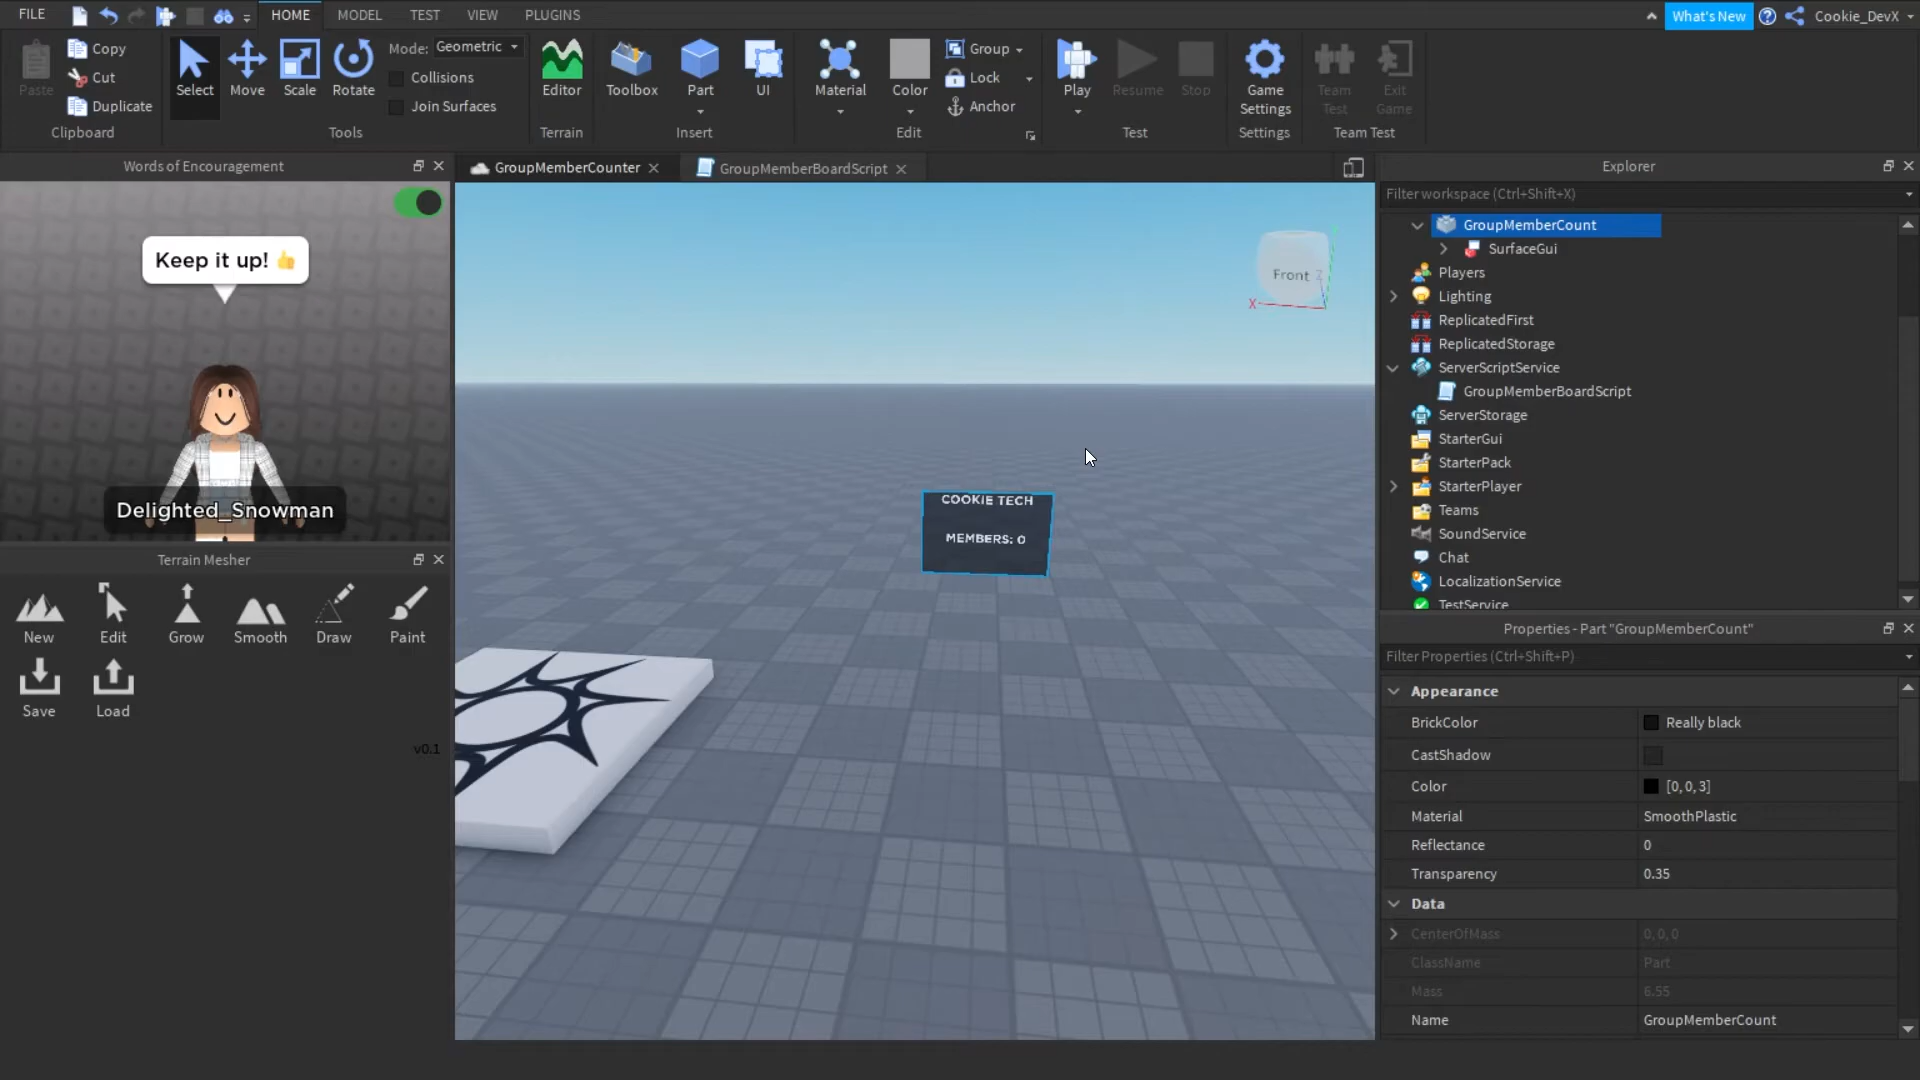 FILE
HOME
MODEL
TEST
VIEW
PLUGINS
What's New
Cookie_DevX
Paste
Copy
Cut
Duplicate
Clipboard
Select
Move
Scale
Rotate
Mode: Geometric
Collisions
Join Surfaces
Tools
Editor
Terrain
Toolbox
Part
UI
Insert
Material
Color
Group
Lock
Anchor
Edit
Play
Resume
Stop
Test
Game
Settings
Settings
Team
Test
Exit
Game
Team Test
Words of Encouragement
Keep it up! 👍
Delighted_Snowman
Terrain Mesher
New
Edit
Grow
Smooth
Draw
Paint
Save
Load
v0.1
GroupMemberCounter
GroupMemberBoardScript
Front
Z
X
COOKIE TECH
MEMBERS: 0
Explorer
Filter workspace (Ctrl+Shift+X)
GroupMemberCount
SurfaceGui
Players
Lighting
ReplicatedFirst
ReplicatedStorage
ServerScriptService
GroupMemberBoardScript
ServerStorage
StarterGui
StarterPack
StarterPlayer
Teams
SoundService
Chat
LocalizationService
TestService
Properties - Part "GroupMemberCount"
Filter Properties (Ctrl+Shift+P)
Appearance
BrickColor Really black
CastShadow
Color [0, 0, 3]
Material SmoothPlastic
Reflectance 0
Transparency 0.35
Data
CenterOfMass 0, 0, 0
ClassName Part
Mass 6.55
Name GroupMemberCount